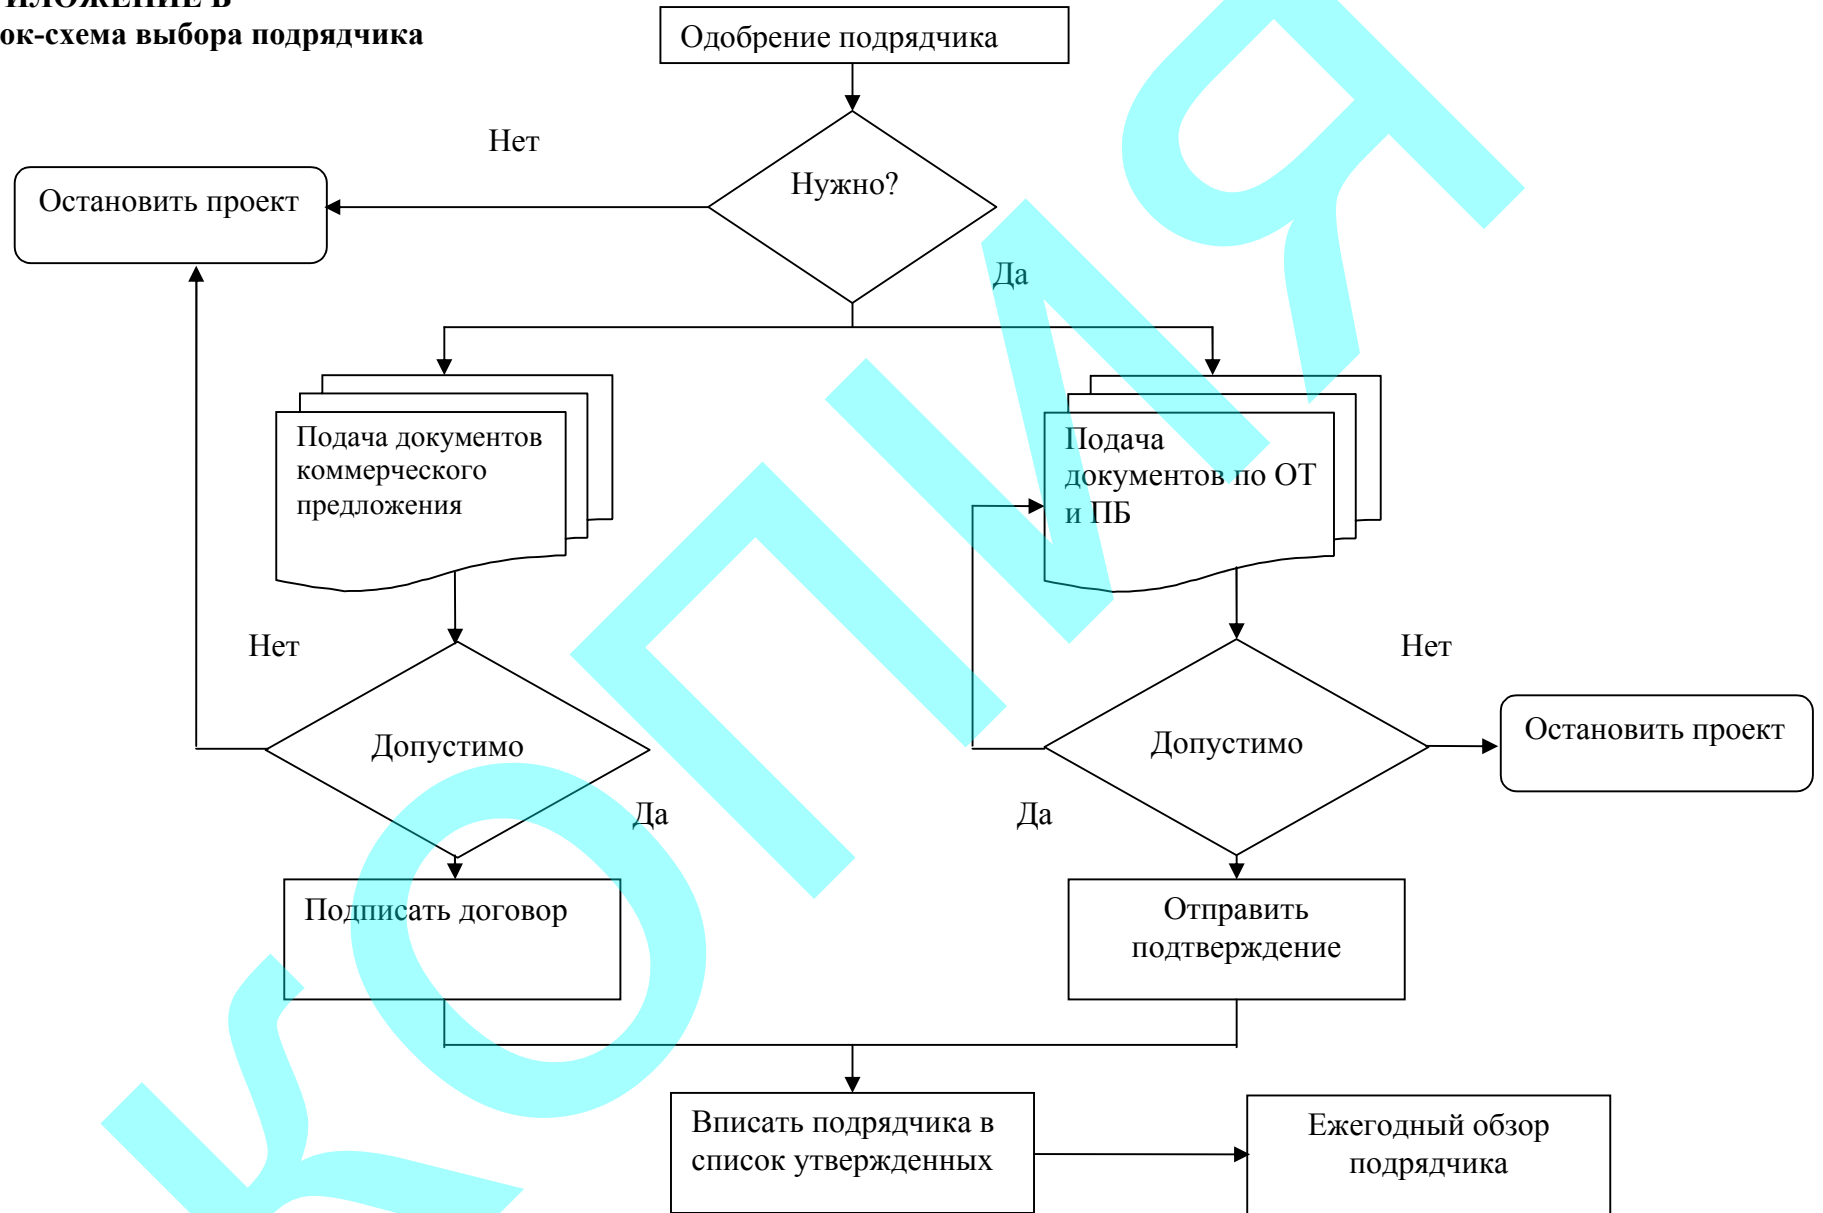 ИЛОЖЕНИЕ В
ок-схема выбора подрядчика
Одобрение подрядчика
Нет
Нужно?
Остановить проект
Да
Подача документов
коммерческого
предложения
Подача
документов по ОТ
и ПБ
Нет
Нет
Допустимо
Допустимо
Остановить проект
Да
Да
Подписать договор
Отправить
подтверждение
Вписать подрядчика в
список утвержденных
Ежегодный обзор
подрядчика
КОПИЯ